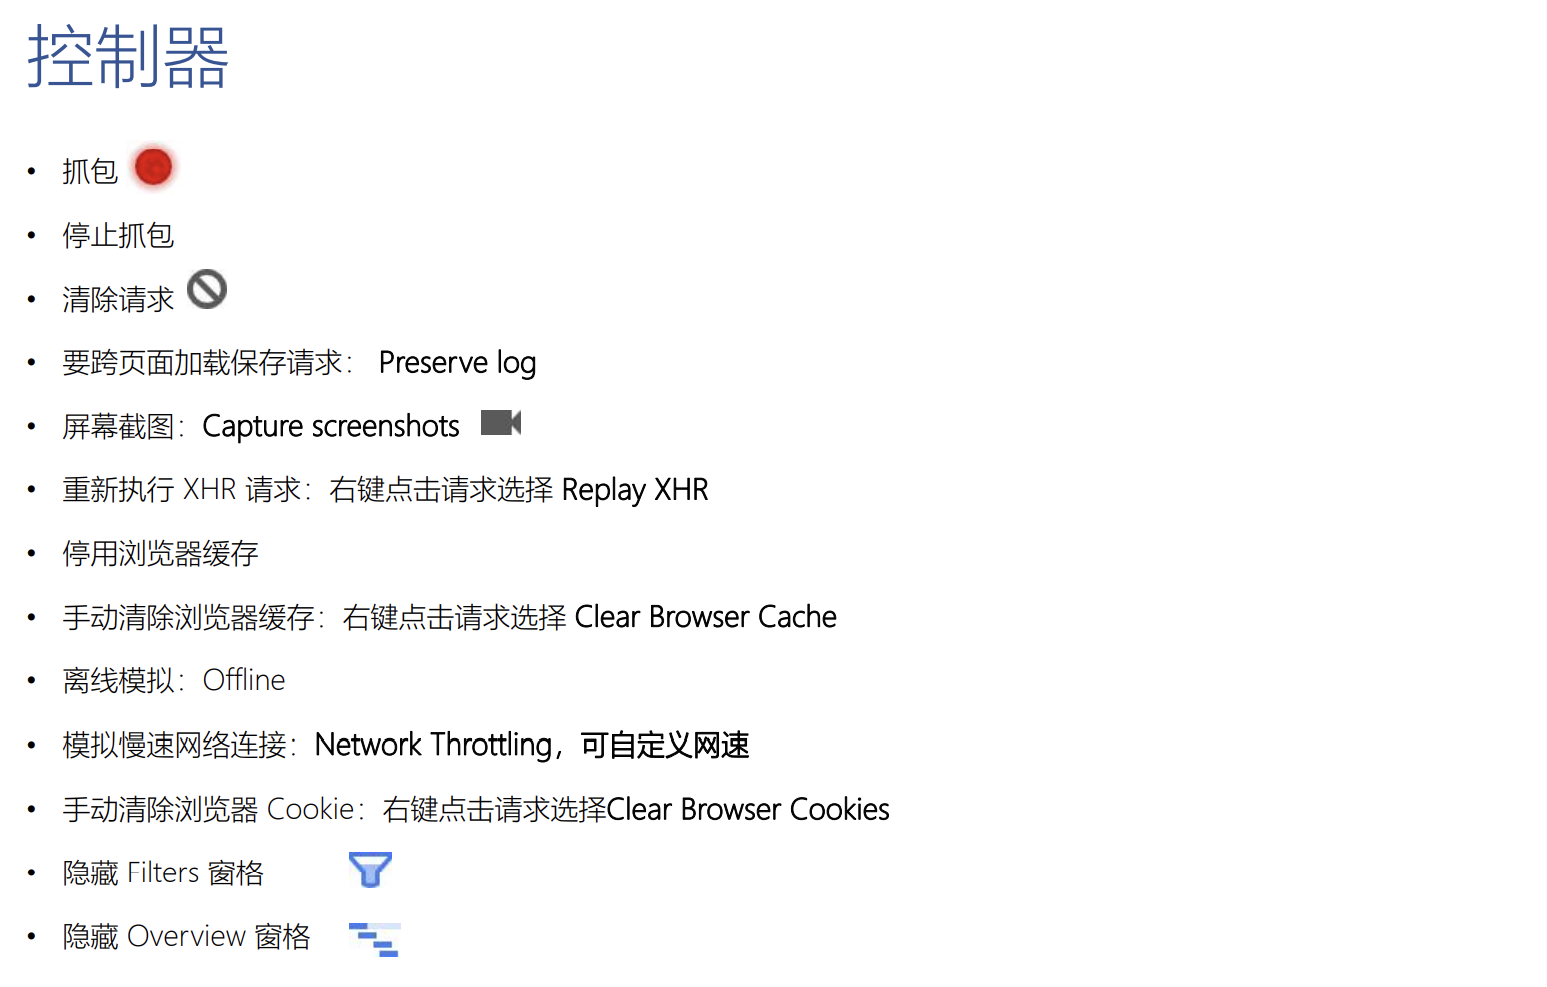 控制器
• 抓包
• 停止抓包
• 清除请求
• 要跨页面加载保存请求： Preserve log
• 屏幕截图：Capture screenshots
• 重新执行 XHR 请求：右键点击请求选择 Replay XHR
• 停用浏览器缓存
• 手动清除浏览器缓存：右键点击请求选择 Clear Browser Cache
• 离线模拟：Offline
• 模拟慢速网络连接：Network Throttling，可自定义网速
• 手动清除浏览器 Cookie：右键点击请求选择Clear Browser Cookies
• 隐藏 Filters 窗格
• 隐藏 Overview 窗格